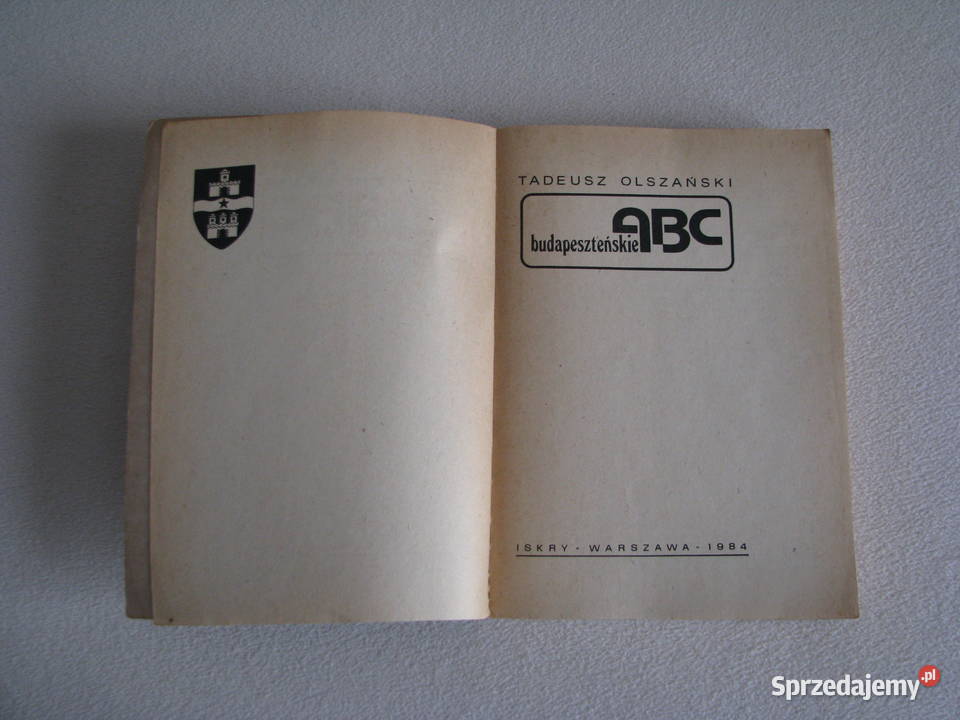 TADEUSZ OLSZAŃSKI
budapeszteńskie ABC
ISKRY - WARSZAWA - 1984
Sprzedajemy.pl